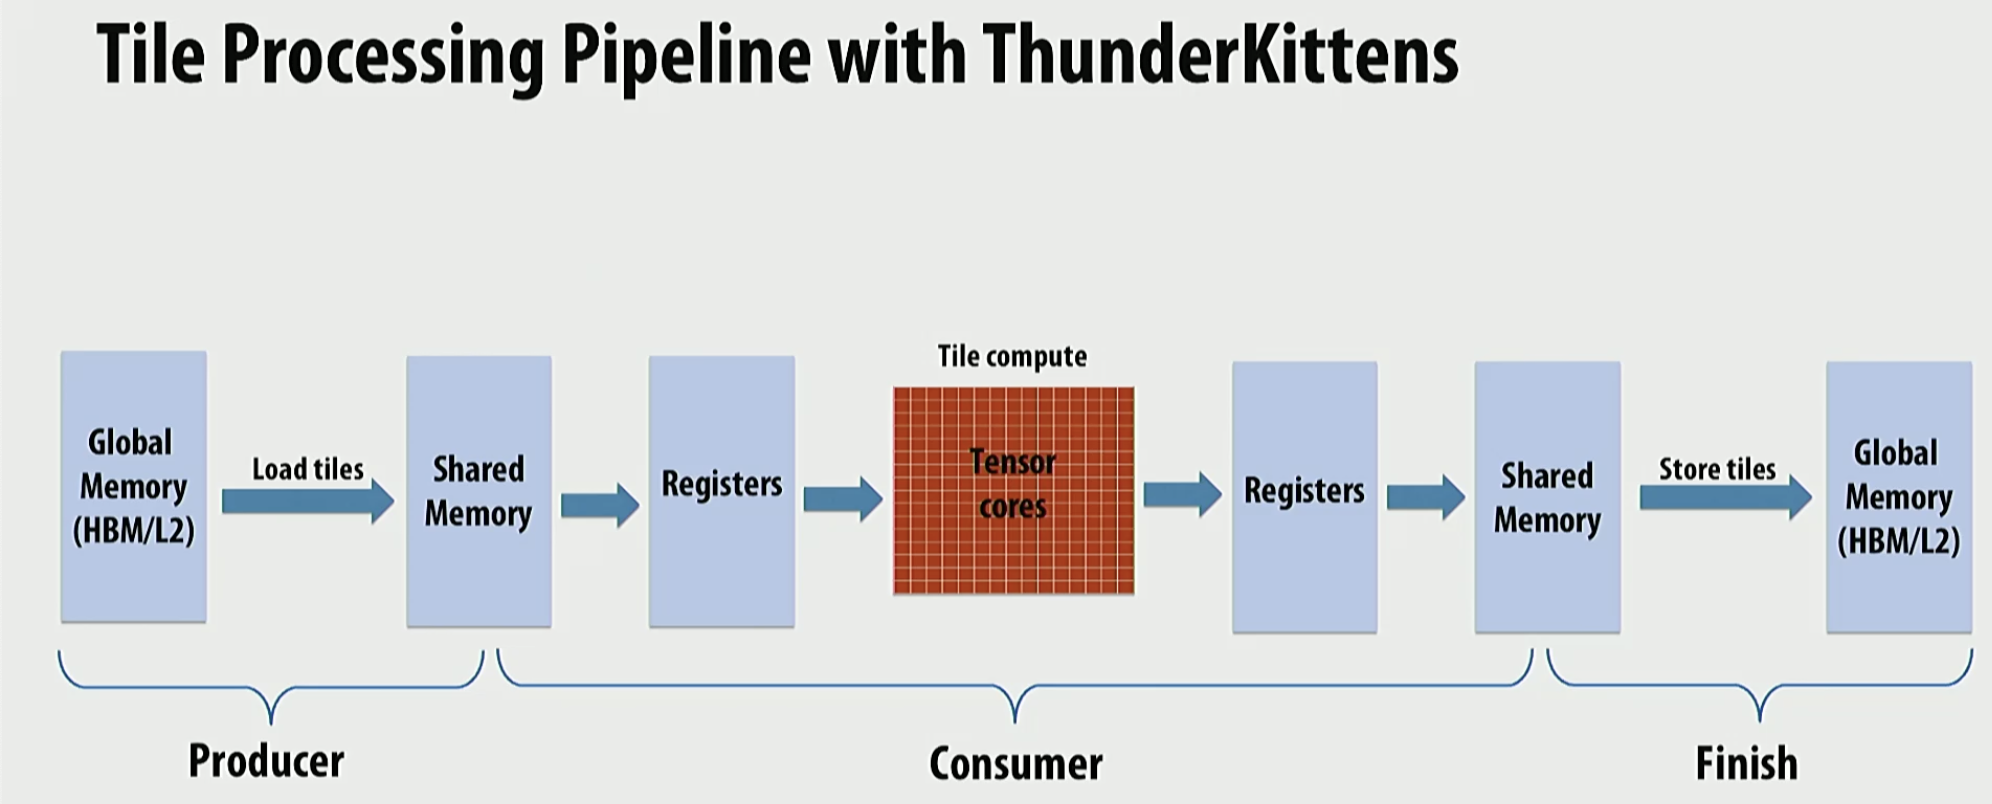 Tile Processing Pipeline with ThunderKittens
Global
Memory
(HBM/L2)
Load tiles
Shared
Memory
Registers
Tile compute
Tensor
cores
Registers
Shared
Memory
Store tiles
Global
Memory
(HBM/L2)
Producer
Consumer
Finish